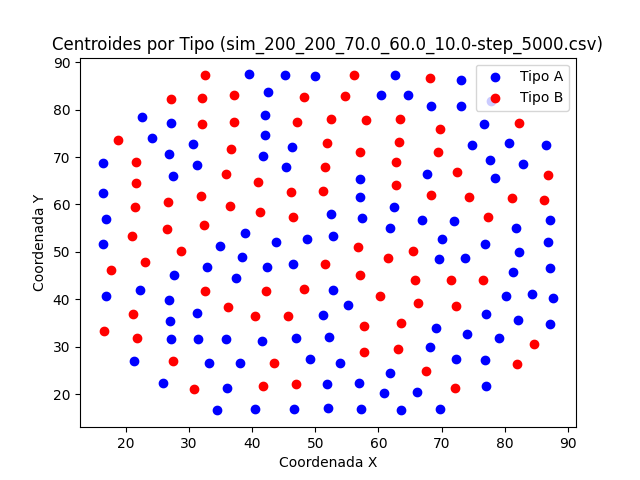 Centroides por Tipo (sim_200_200_70.0_60.0_10.0-step_5000.csv)
Tipo A
Tipo B
90
80
70
60
50
40
30
20
Coordenada Y
20 30 40 50 60 70 80 90
Coordenada X